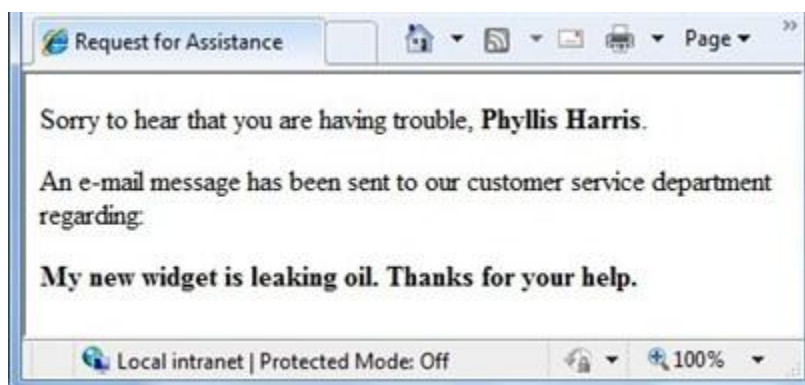 Request for Assistance
Page
Sorry to hear that you are having trouble, Phyllis Harris.
An e-mail message has been sent to our customer service department
regarding:
My new widget is leaking oil. Thanks for your help.
Local intranet | Protected Mode: Off
100%